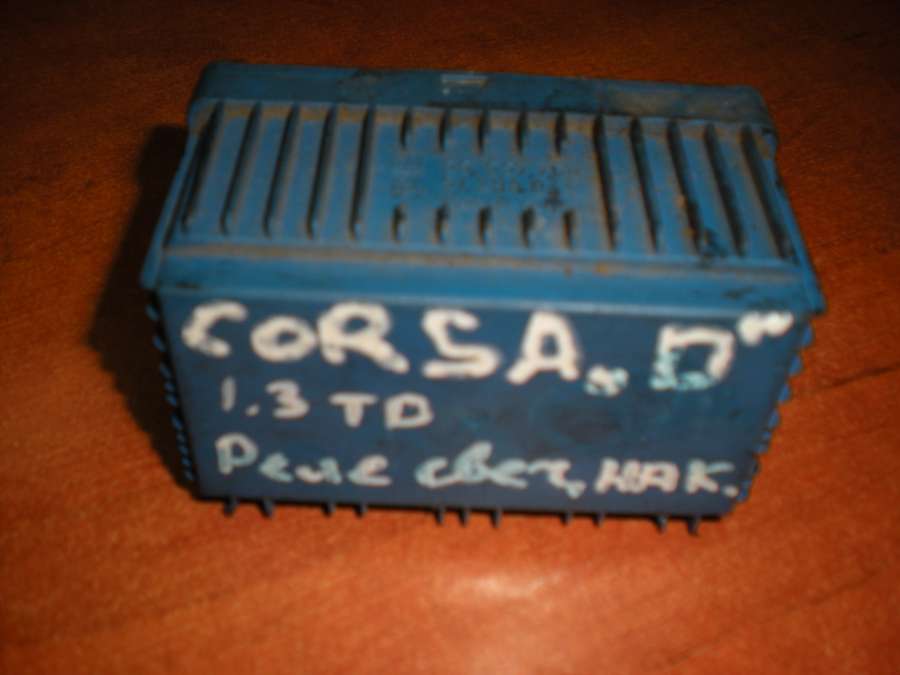 CORSA „D"
1.3 TD
Реле свеч, НАК.